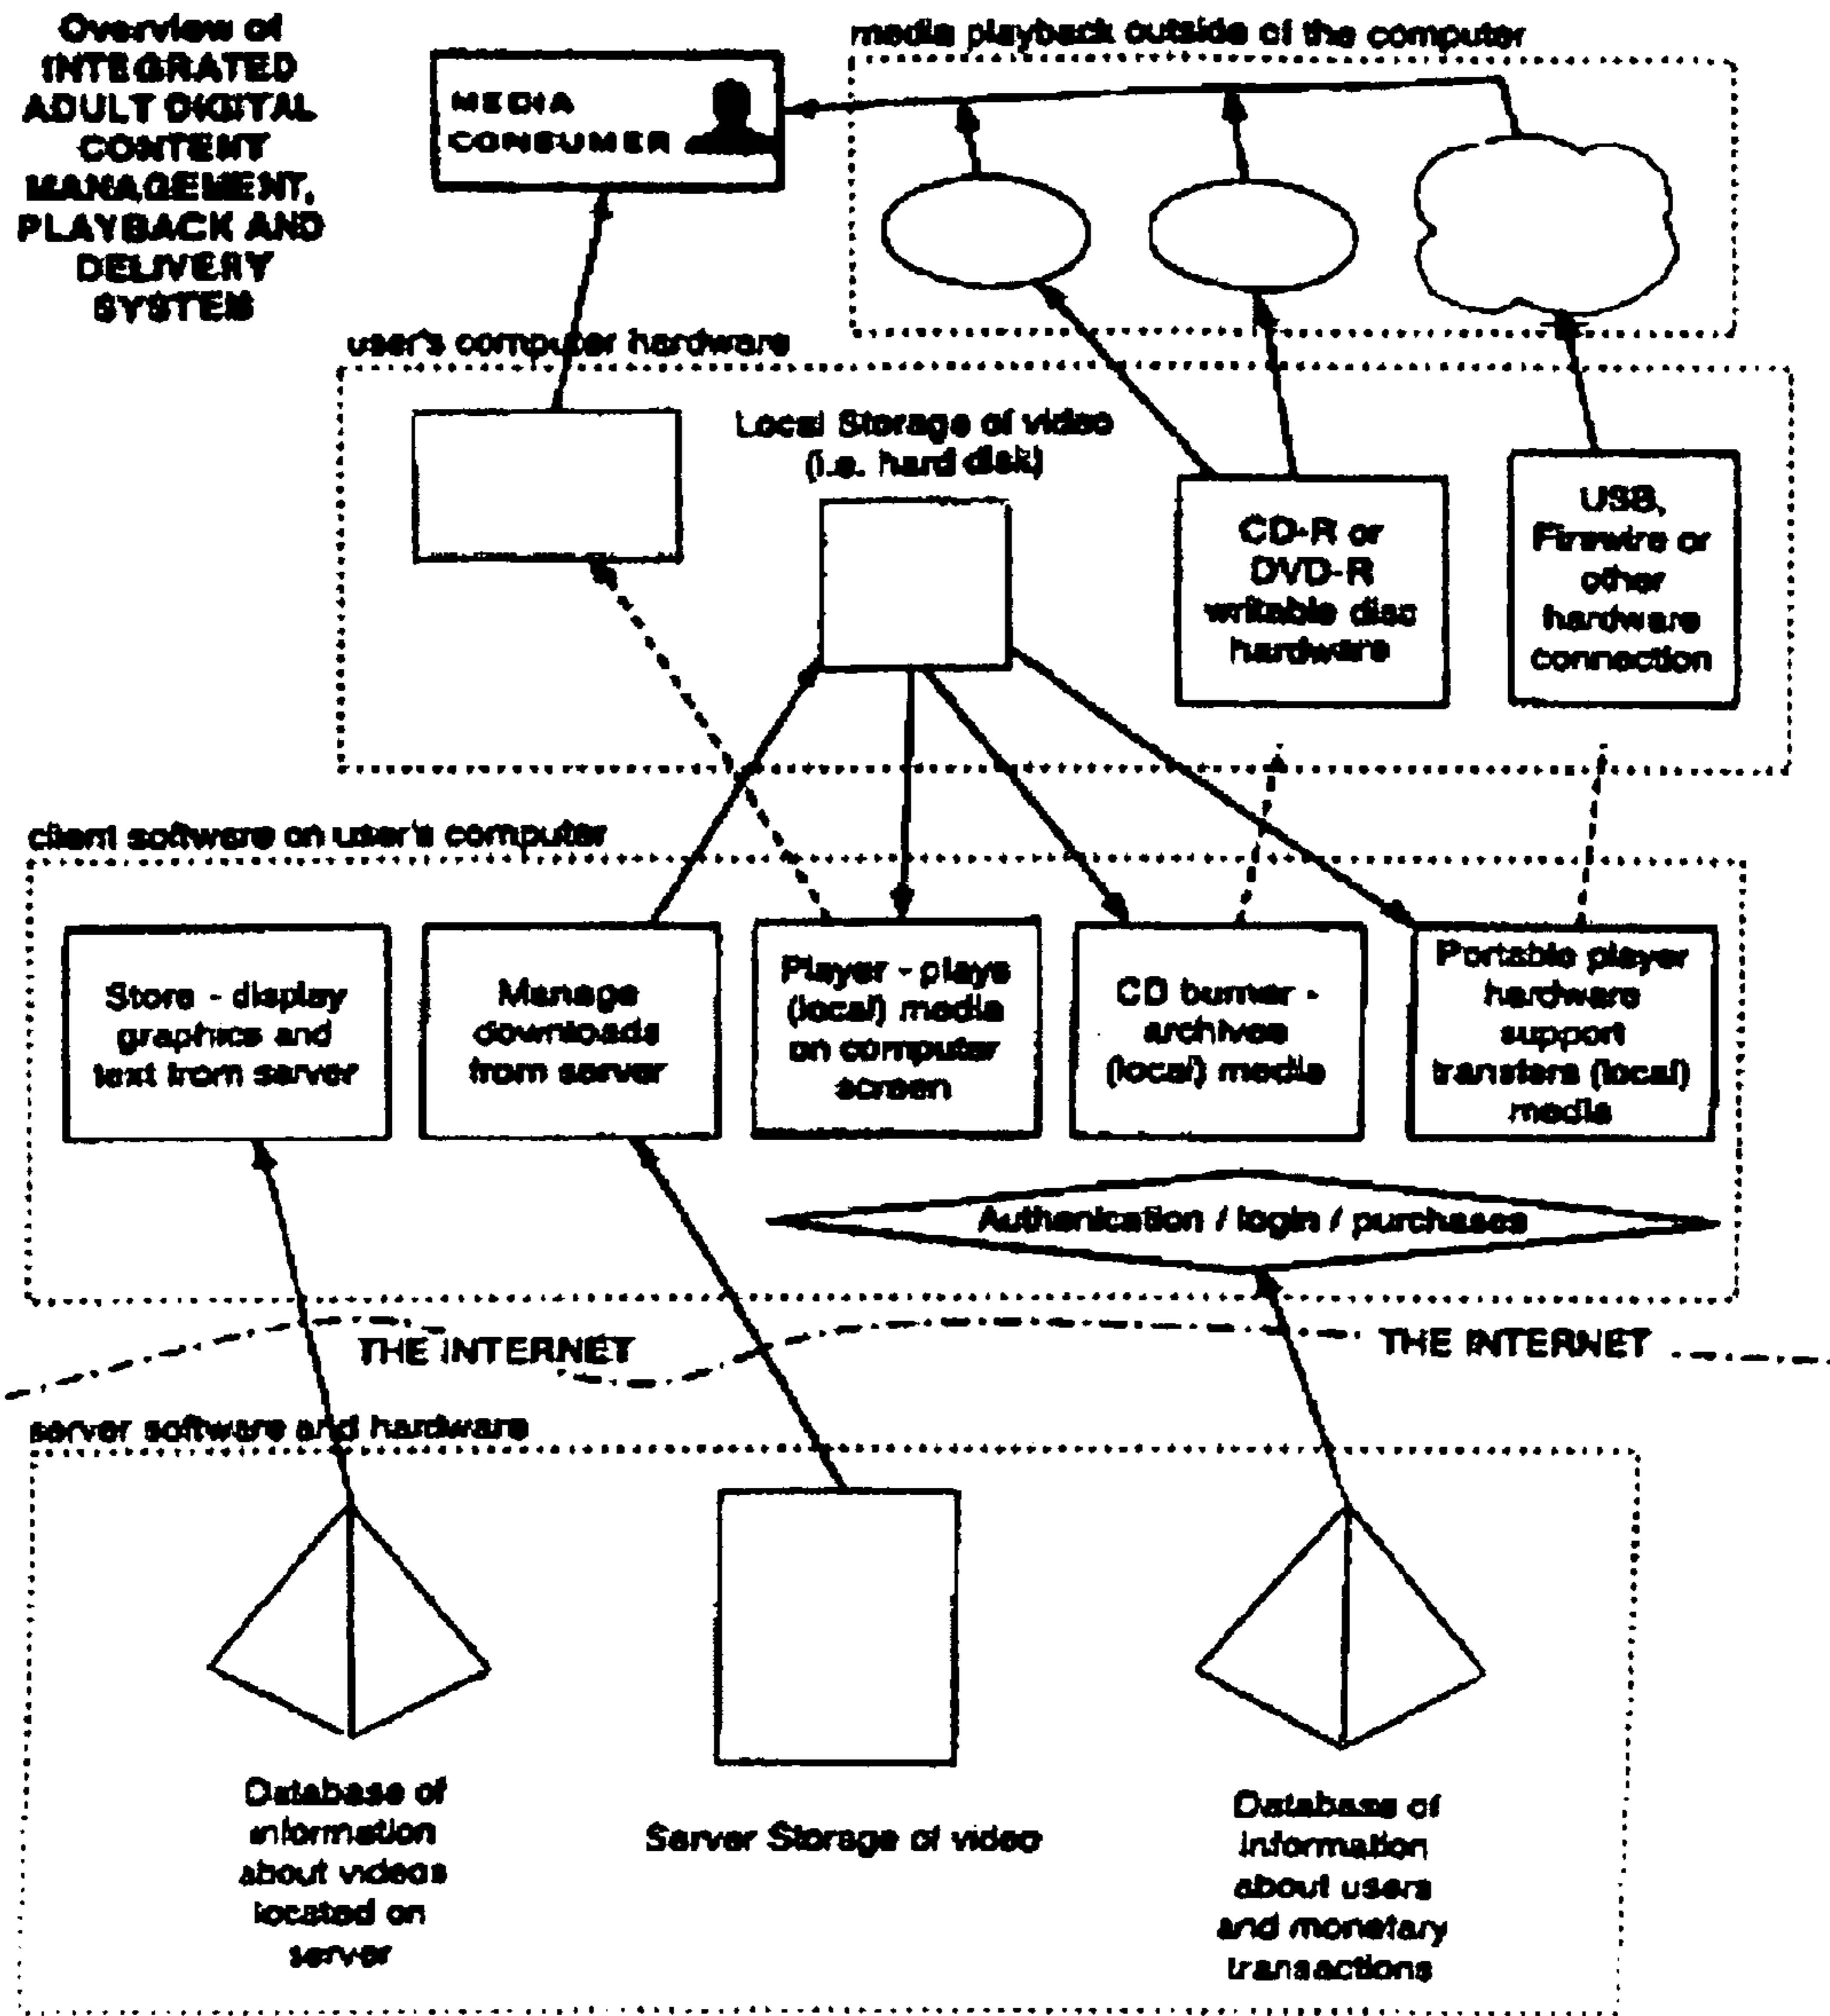 Overview of
INTEGRATED
ADULT DIGITAL
CONTENT
MANAGEMENT,
PLAYBACK AND
DELIVERY
SYSTEM
media playback outside of the computer
MEDIA
CONSUMER
user's computer hardware
Local Storage of video
(i.e. hard disk)
CD-R or
DVD-R
writable disc
hardware
USB,
Firewire or
other
hardware
connection
client software on user's computer
Store - display
graphics and
text from server
Manage
downloads
from server
Player - plays
(local) media
on computer
screen
CD burner -
archives
(local) media
Portable player
hardware
support
transfers (local)
media
Authenication / login / purchases
THE INTERNET
THE INTERNET
server software and hardware
Database of
information
about videos
located on
server
Server Storage of video
Database of
information
about users
and monetary
transactions